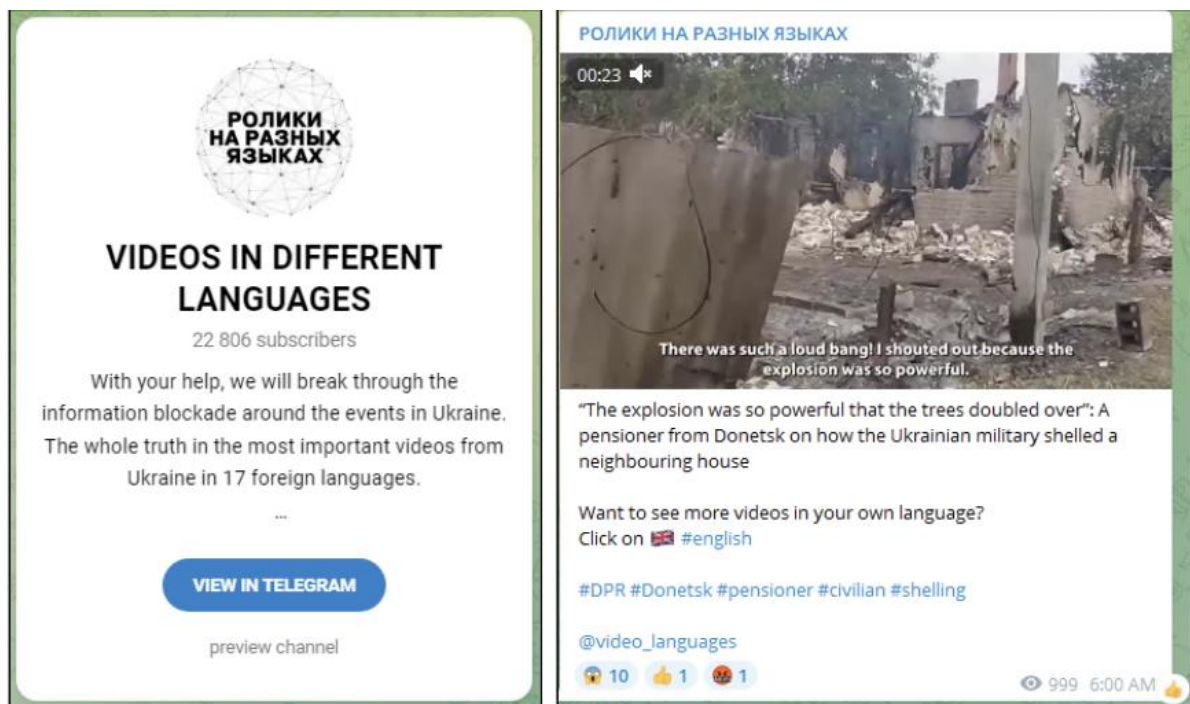 РОЛИКИ
НА РАЗНЫХ
ЯЗЫКАХ
VIDEOS IN DIFFERENT
LANGUAGES
22 806 subscribers
With your help, we will break through the
information blockade around the events in Ukraine.
The whole truth in the most important videos from
Ukraine in 17 foreign languages.
...
VIEW IN TELEGRAM
preview channel
РОЛИКИ НА РАЗНЫХ ЯЗЫКАХ
00:23
There was such a loud bang! I shouted out because the
explosion was so powerful.
“The explosion was so powerful that the trees doubled over”: A
pensioner from Donetsk on how the Ukrainian military shelled a
neighbouring house
Want to see more videos in your own language?
Click on 🇬🇧 #english
#DPR #Donetsk #pensioner #civilian #shelling
@video_languages
😱 10 👍 1 🤬 1
999 6:00 AM